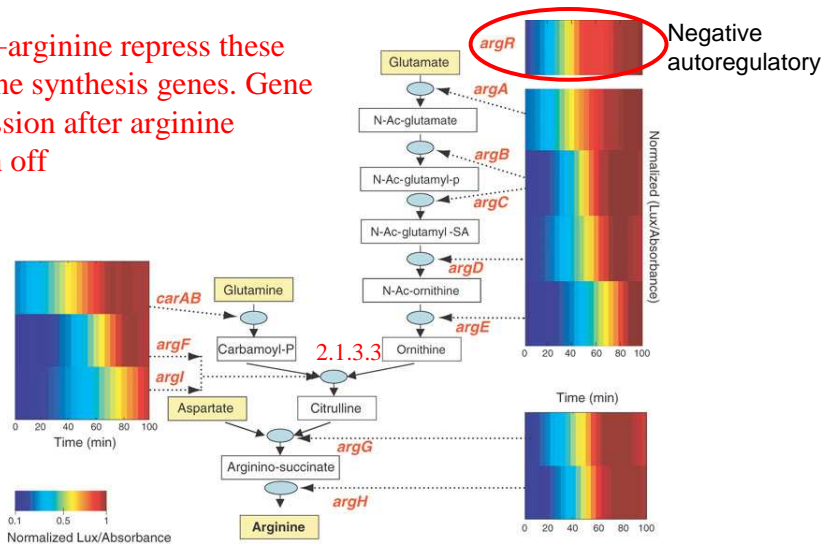 -arginine repress these
ne synthesis genes. Gene
ssion after arginine
off
argR
Negative
autoregulatory
Glutamate
argA
N-Ac-glutamate
argB
N-Ac-glutamyl-p
argC
N-Ac-glutamyl -SA
argD
N-Ac-ornithine
argE
Ornithine
Normalized (Lux/Absorbance)
0 20 40 60 80 100
carAB
Glutamine
argF
Carbamoyl-P
2.1.3.3
argI
Aspartate
Citrulline
0 20 40 60 80 100
Time (min)
Time (min)
argG
Arginino-succinate
argH
Arginine
0 20 40 60 80 100
0.1 0.5 1
Normalized Lux/Absorbance